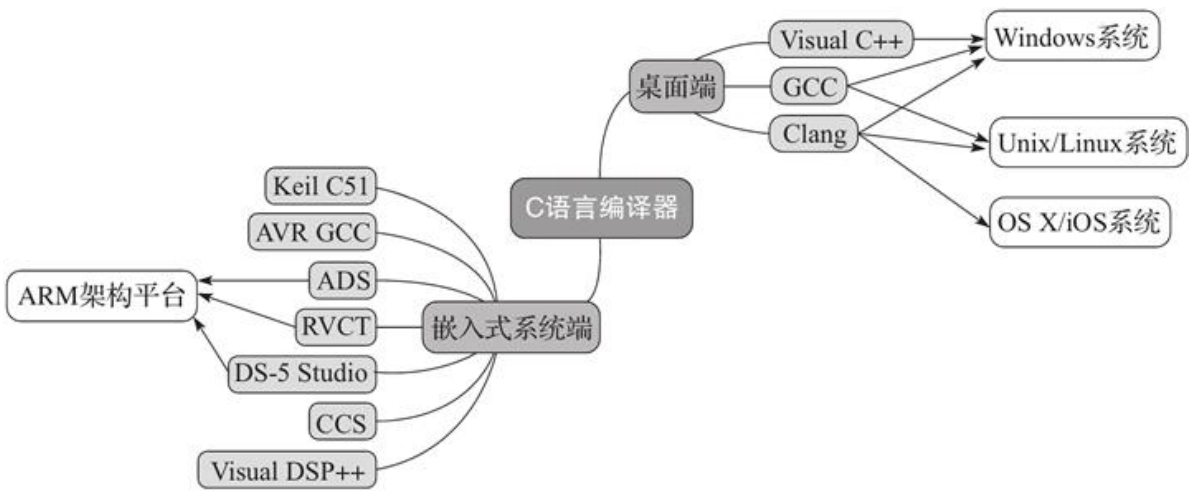 Visual C++
Windows系统
桌面端
GCC
Clang
Unix/Linux系统
Keil C51
C语言编译器
AVR GCC
OS X/iOS系统
ADS
ARM架构平台
RVCT
嵌入式系统端
DS-5 Studio
CCS
Visual DSP++